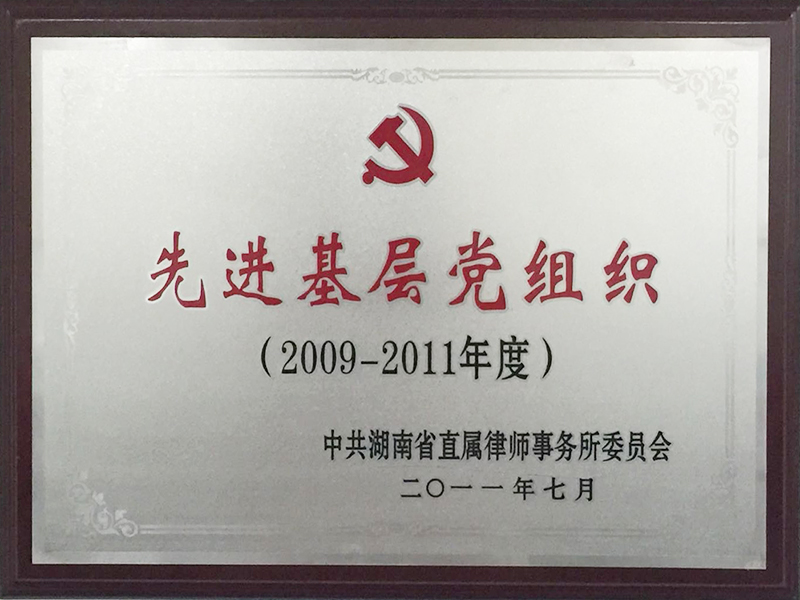 先进基层党组织
（2009-2011年度）
中共湖南省直属律师事务所委员会
二〇一一年七月